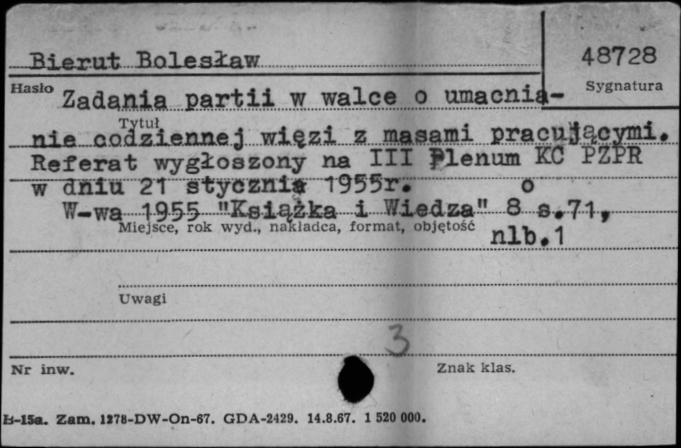 Bierut Bolesław
48728
Hasło
Sygnatura
Zadania partii w walce o umacnia-
Tytuł
nie codziennej więzi z masami pracującymi.
Referat wygłoszony na III Plenum KC PZPR
w dniu 21 stycznia 1955r.
W-wa 1955 "Książka i Wiedza" 8° s.71,
Miejsce, rok wyd., nakładca, format, objętość
nlb.1
Uwagi
3
Nr inw.
Znak klas.
B-15a. Zam. 1278-DW-On-67. GDA-2429. 14.8.67. 1 520 000.